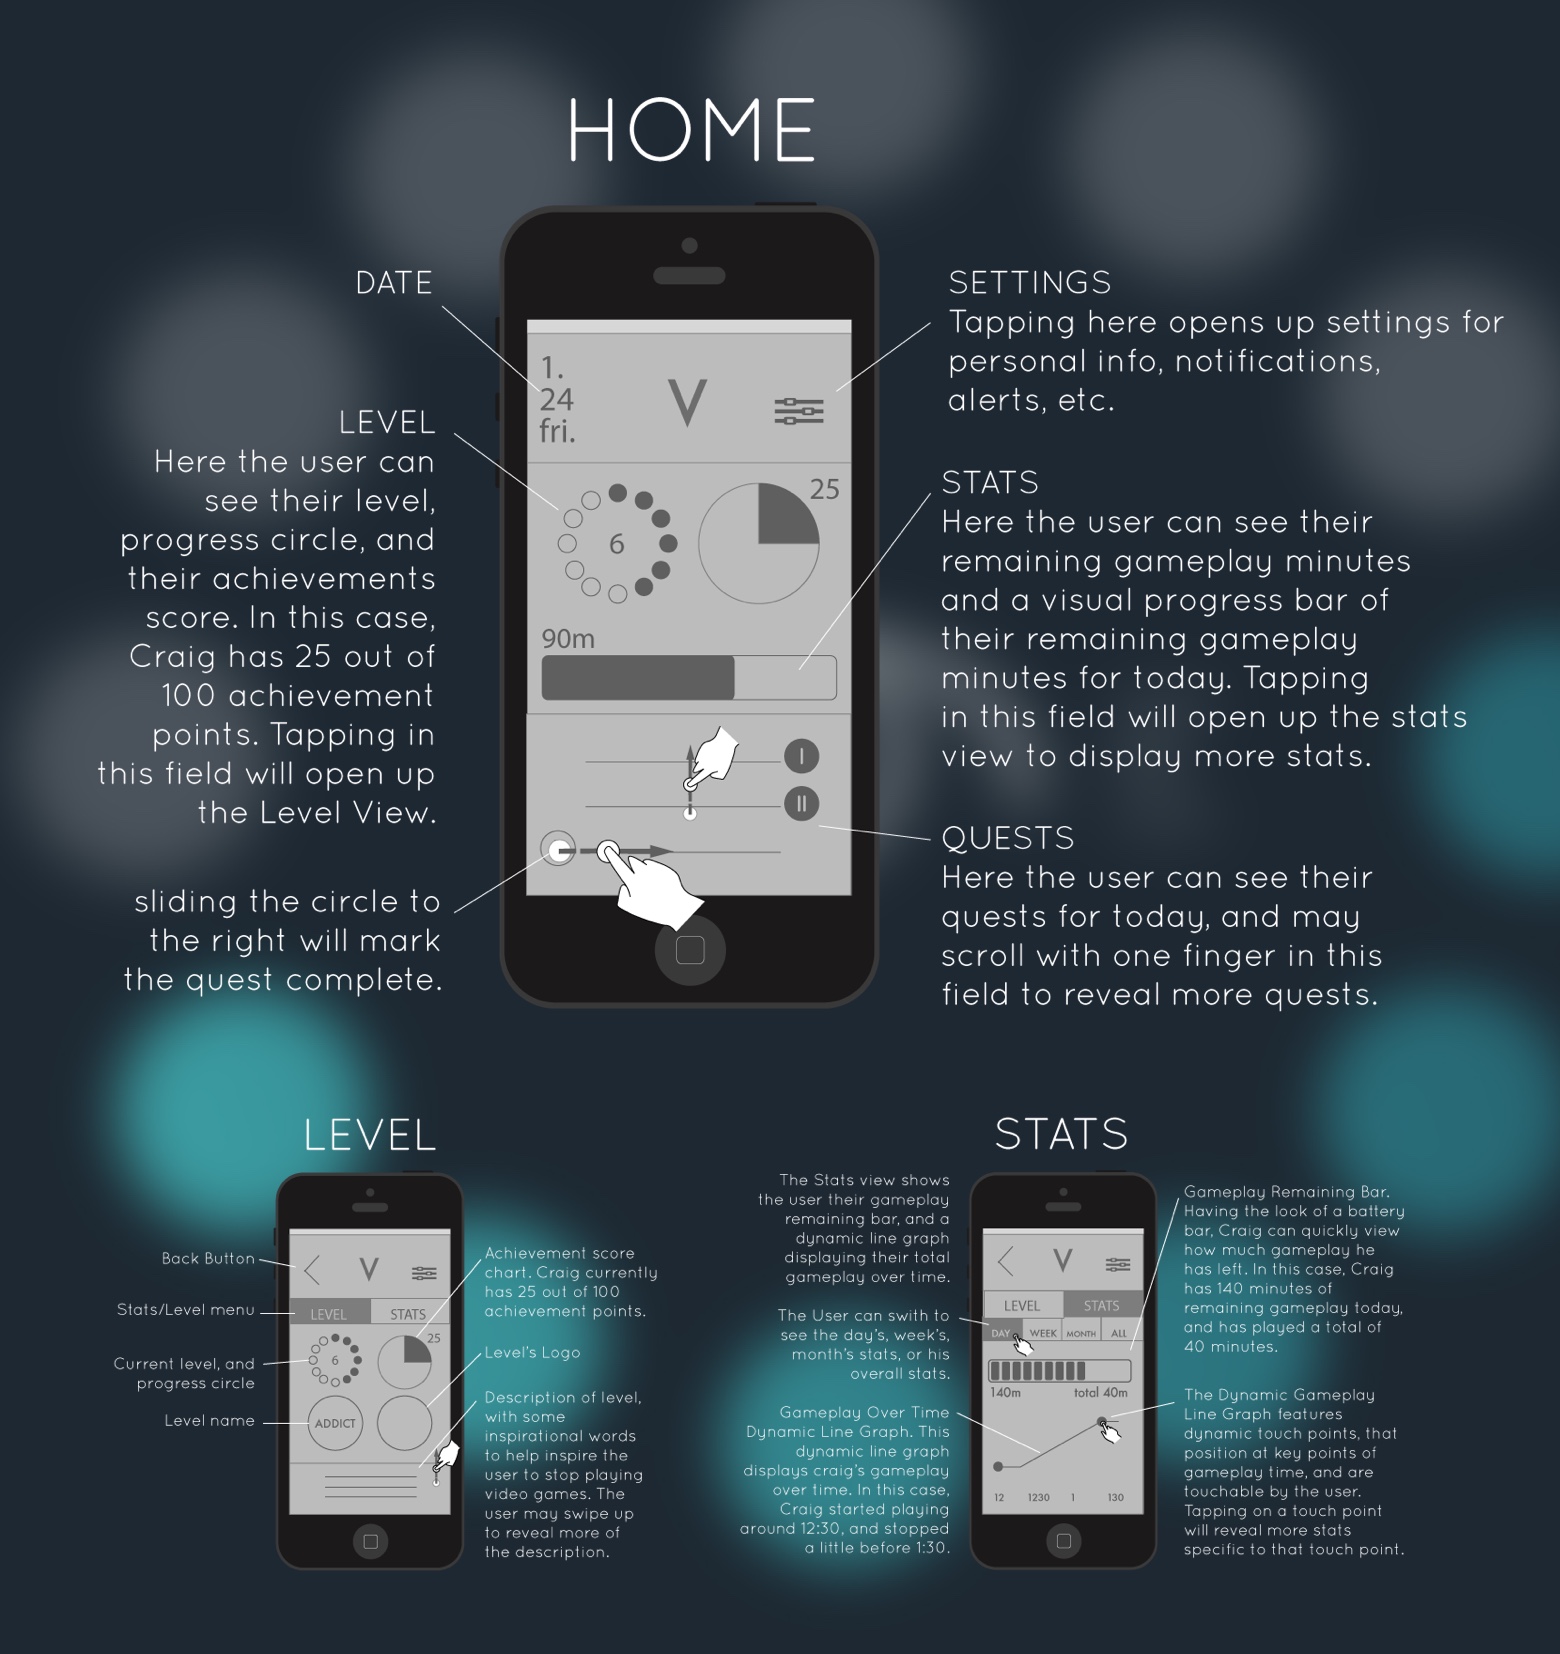 HOME
DATE
LEVEL
Here the user can
see their level,
progress circle, and
their achievements
score. In this case,
Craig has 25 out of
100 achievement
points. Tapping in
this field will open up
the Level View.
sliding the circle to
the right will mark
the quest complete.
1.
24
fri.
V
6
25
90m
I
II
SETTINGS
Tapping here opens up settings for
personal info, notifications,
alerts, etc.
STATS
Here the user can see their
remaining gameplay minutes
and a visual progress bar of
their remaining gameplay
minutes for today. Tapping
in this field will open up the stats
view to display more stats.
QUESTS
Here the user can see their
quests for today, and may
scroll with one finger in this
field to reveal more quests.
LEVEL
Back Button
Stats/Level menu
Current level, and
progress circle
Level name
V
LEVEL STATS
6
25
ADDICT
Achievement score
chart. Craig currently
has 25 out of 100
achievement points.
Level's Logo
Description of level,
with some
inspirational words
to help inspire the
user to stop playing
video games. The
user may swipe up
to reveal more of
the description.
STATS
The Stats view shows
the user their gameplay
remaining bar, and a
dynamic line graph
displaying their total
gameplay over time.
The User can swith to
see the day's, week's,
month's stats, or his
overall stats.
Gameplay Over Time
Dynamic Line Graph. This
dynamic line graph
displays craig's gameplay
over time. In this case,
Craig started playing
around 12:30, and stopped
a little before 1:30.
V
LEVEL STATS
DAY WEEK MONTH ALL
140m total 40m
12 1230 1 130
Gameplay Remaining Bar.
Having the look of a battery
bar, Craig can quickly view
how much gameplay he
has left. In this case, Craig
has 140 minutes of
remaining gameplay today,
and has played a total of
40 minutes.
The Dynamic Gameplay
Line Graph features
dynamic touch points, that
position at key points of
gameplay time, and are
touchable by the user.
Tapping on a touch point
will reveal more stats
specific to that touch point.